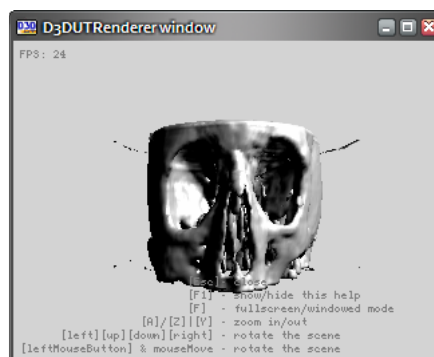 D3DUTRenderer window
FPS: 24
[Esc] - close
[F1] - show/hide this help
[F] - fullscreen/windowed mode
[A]/[Z]|[Y] - zoom in/out
[left][up][down][right] - rotate the scene
[leftMouseButton] & mouseMove - rotate the scene